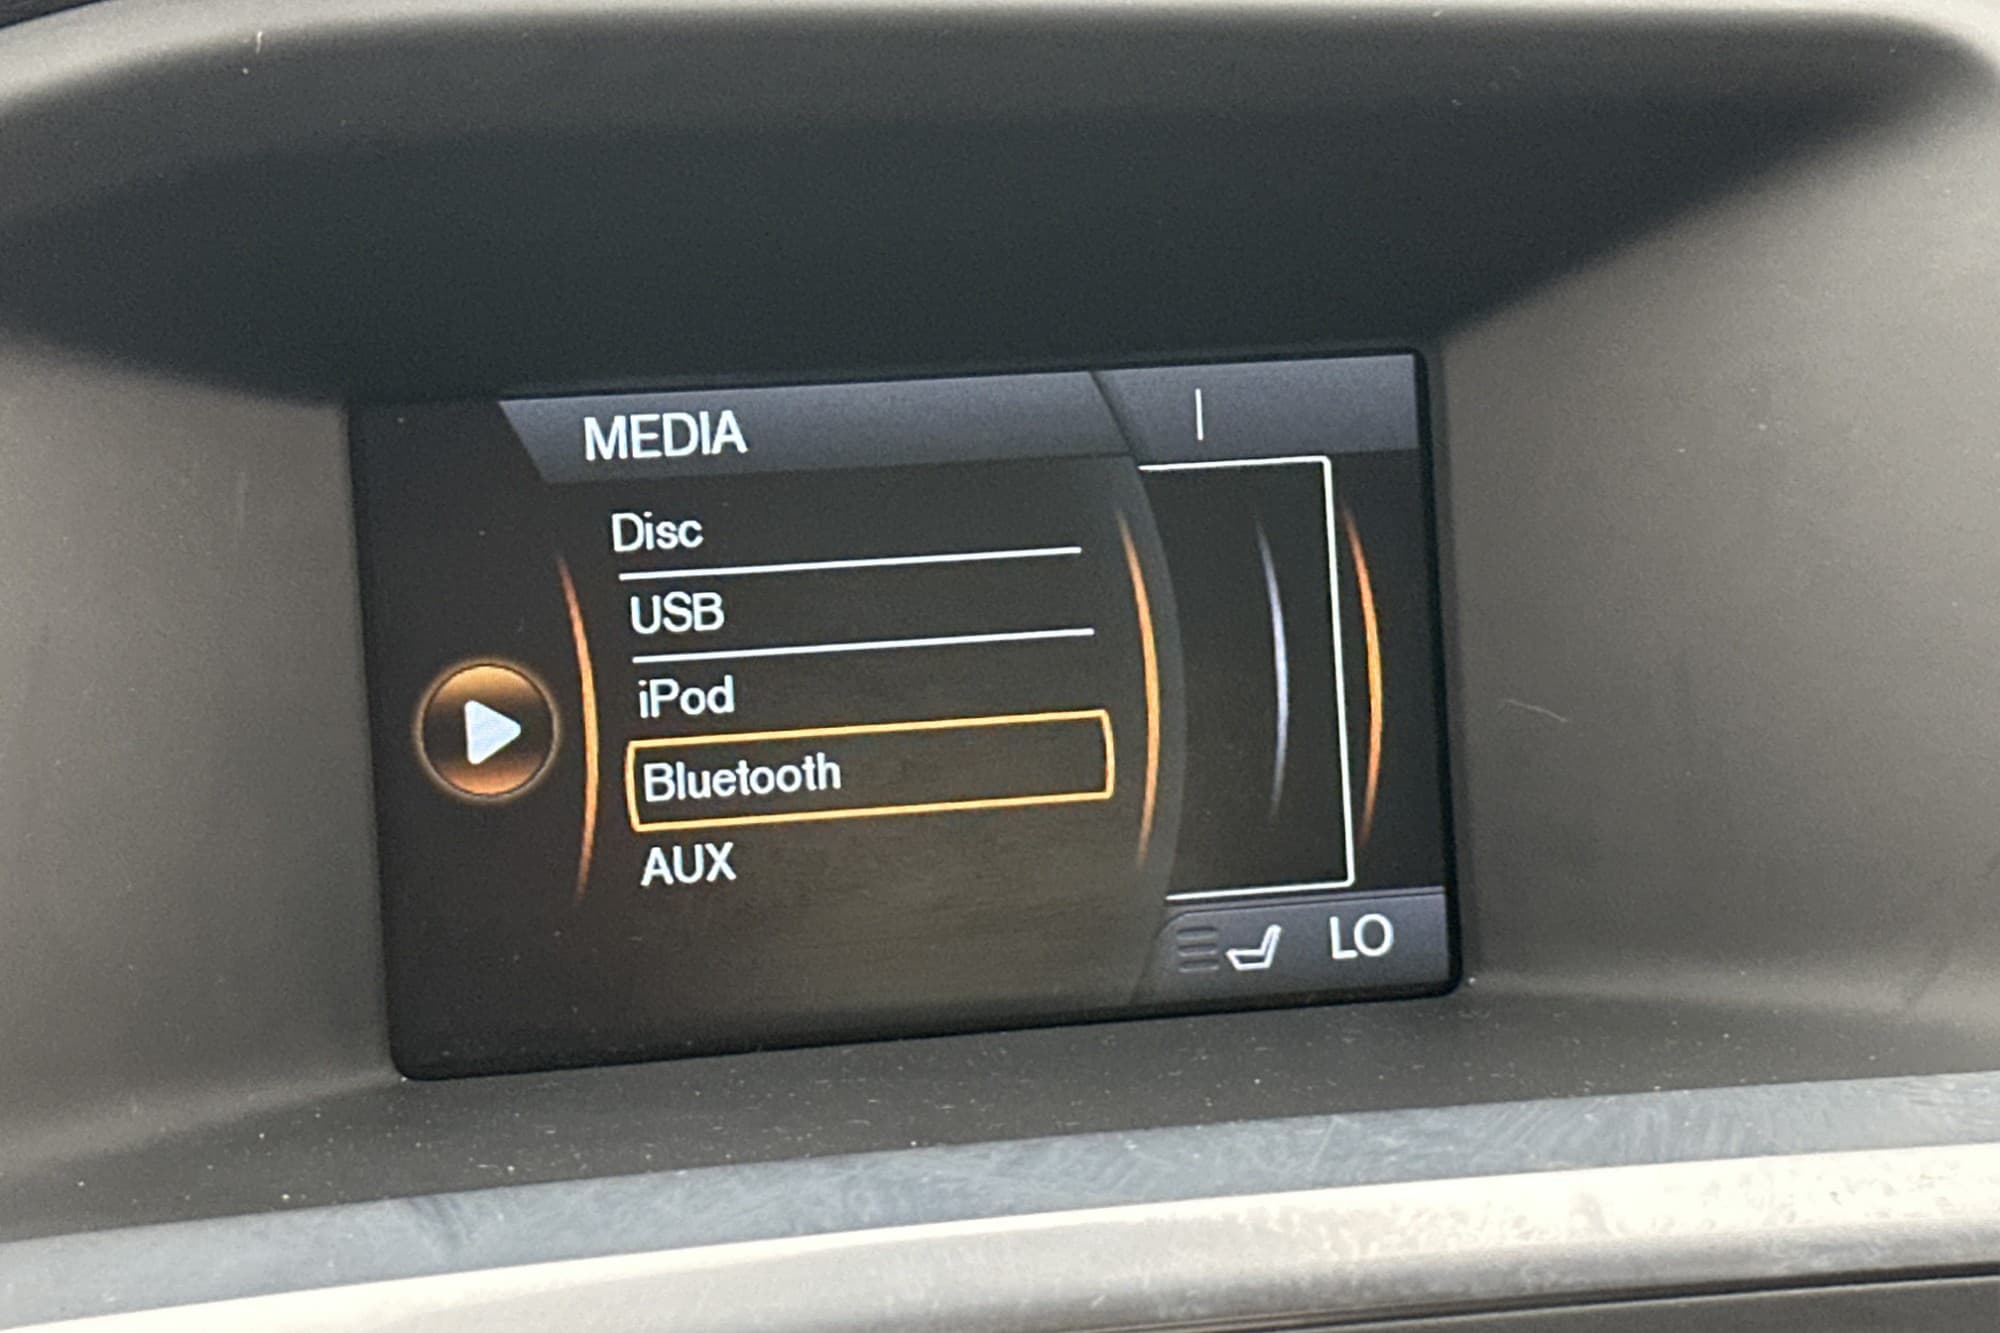 MEDIA
Disc
USB
iPod
Bluetooth
AUX
LO